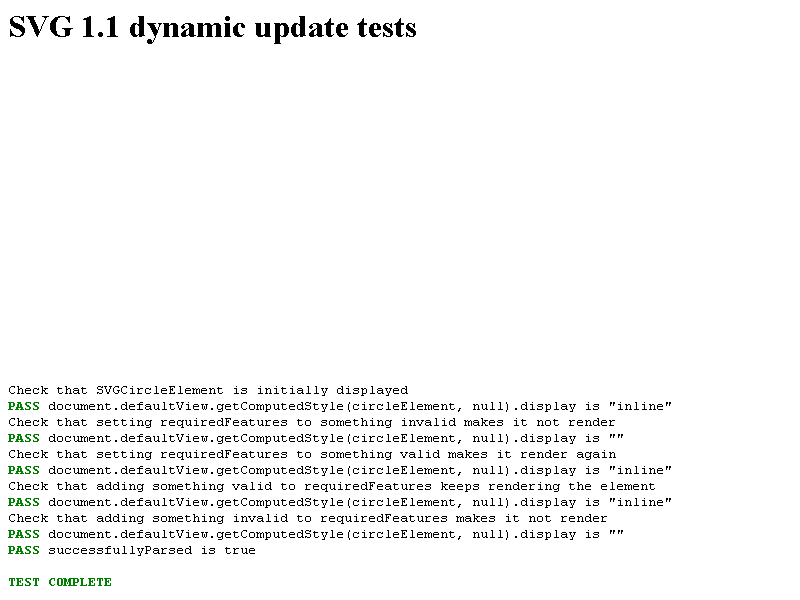 SVG 1.1 dynamic update tests
Check that SVGCircleElement is initially displayed
PASS document.defaultView.getComputedStyle(circleElement, null).display is "inline"
Check that setting requiredFeatures to something invalid makes it not render
PASS document.defaultView.getComputedStyle(circleElement, null).display is ""
Check that setting requiredFeatures to something valid makes it render again
PASS document.defaultView.getComputedStyle(circleElement, null).display is "inline"
Check that adding something valid to requiredFeatures keeps rendering the element
PASS document.defaultView.getComputedStyle(circleElement, null).display is "inline"
Check that adding something invalid to requiredFeatures makes it not render
PASS document.defaultView.getComputedStyle(circleElement, null).display is ""
PASS successfullyParsed is true
TEST COMPLETE